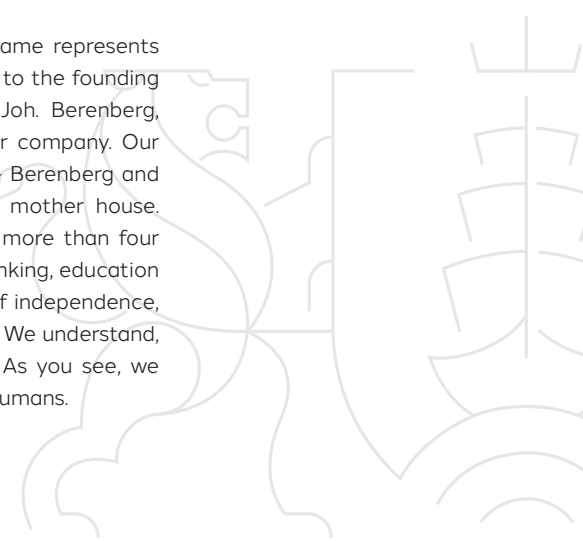 ame represents
to the founding
Joh. Berenberg,
r company. Our
Berenberg and
mother house.
more than four
nking, education
f independence,
We understand,
As you see, we
umans.